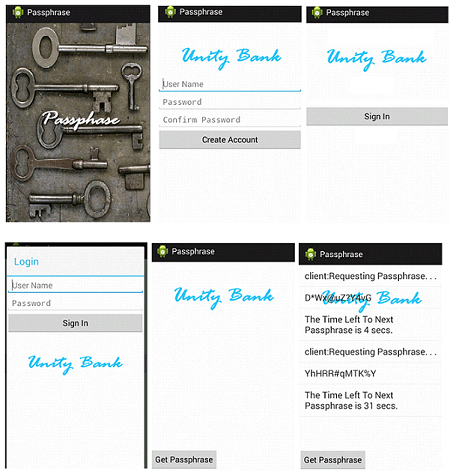 Passphrase
Passphase
Passphrase
Unity Bank
User Name
Password
Confirm Password
Create Account
Passphrase
Unity Bank
Sign In
Login
User Name
Password
Sign In
Unity Bank
Passphrase
Unity Bank
Get Passphrase
Passphrase
client:Requesting Passphrase. . .
Unity Bank
The Time Left To Next
Passphrase is 4 secs.
client:Requesting Passphrase. . .
YhHRR#qMTK%Y
The Time Left To Next
Passphrase is 31 secs.
Get Passphrase